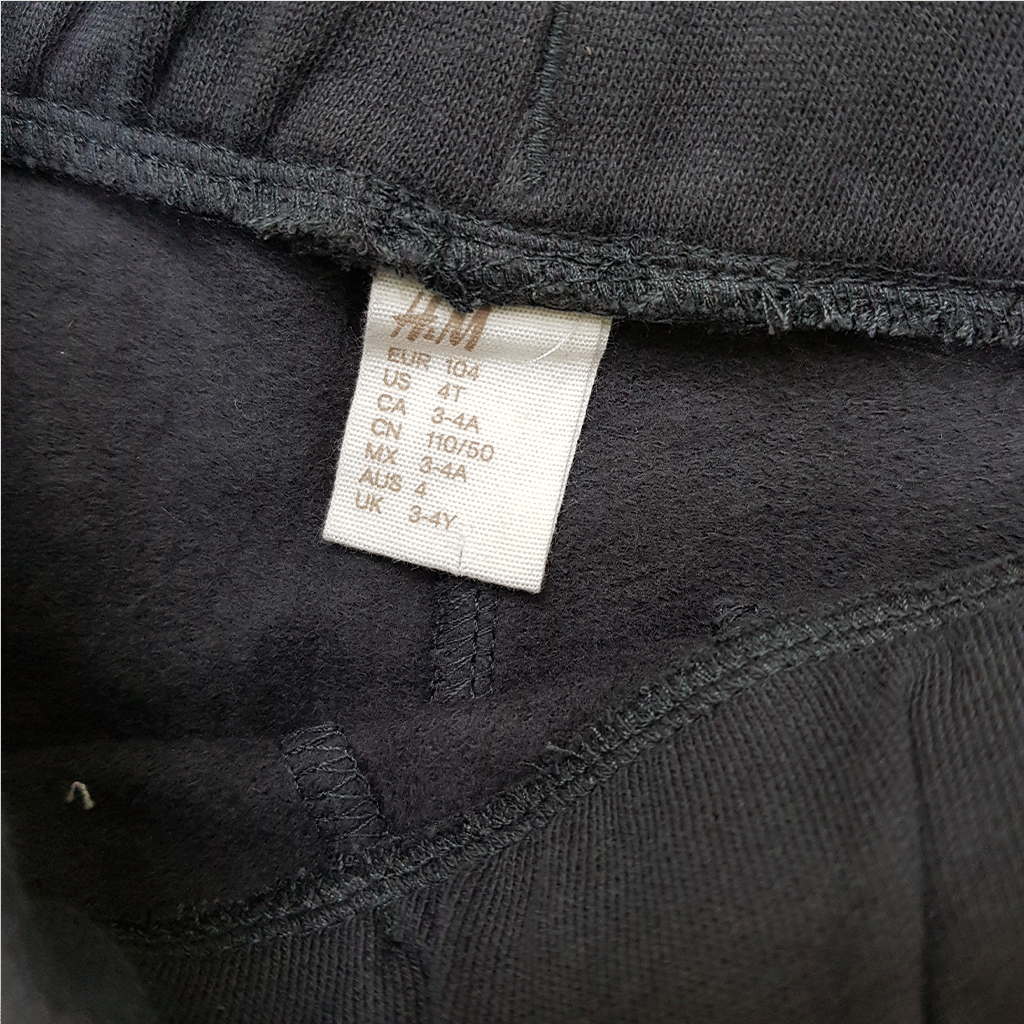 H&M
EUR 104
US 4T
CA 3-4A
CN 110/50
MX 3-4A
AUS 4
UK 3-4Y